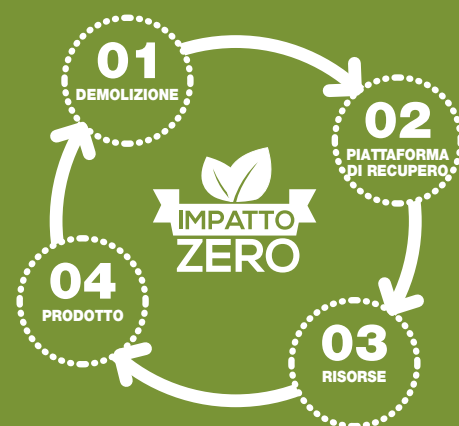 01
DEMOLIZIONE
02
PIATTAFORMA
DI RECUPERO
IMPATTO
ZERO
04
PRODOTTO
03
RISORSE